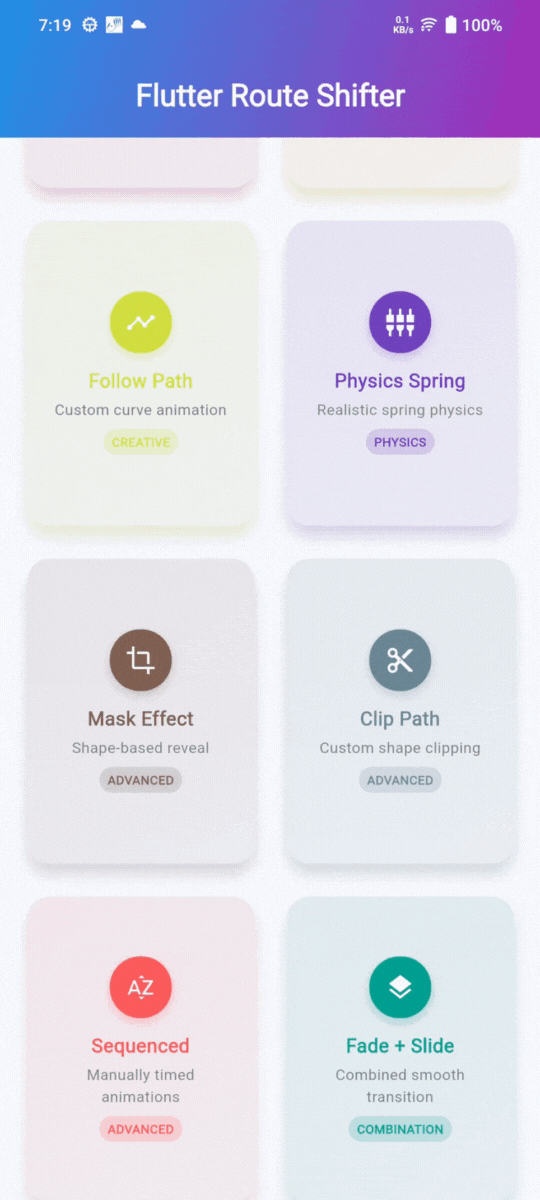 7:19 0.1 KB/s 100%
Flutter Route Shifter
Follow Path
Custom curve animation
CREATIVE
Physics Spring
Realistic spring physics
PHYSICS
Mask Effect
Shape-based reveal
ADVANCED
Clip Path
Custom shape clipping
ADVANCED
AZ
Sequenced
Manually timed
animations
ADVANCED
Fade + Slide
Combined smooth
transition
COMBINATION